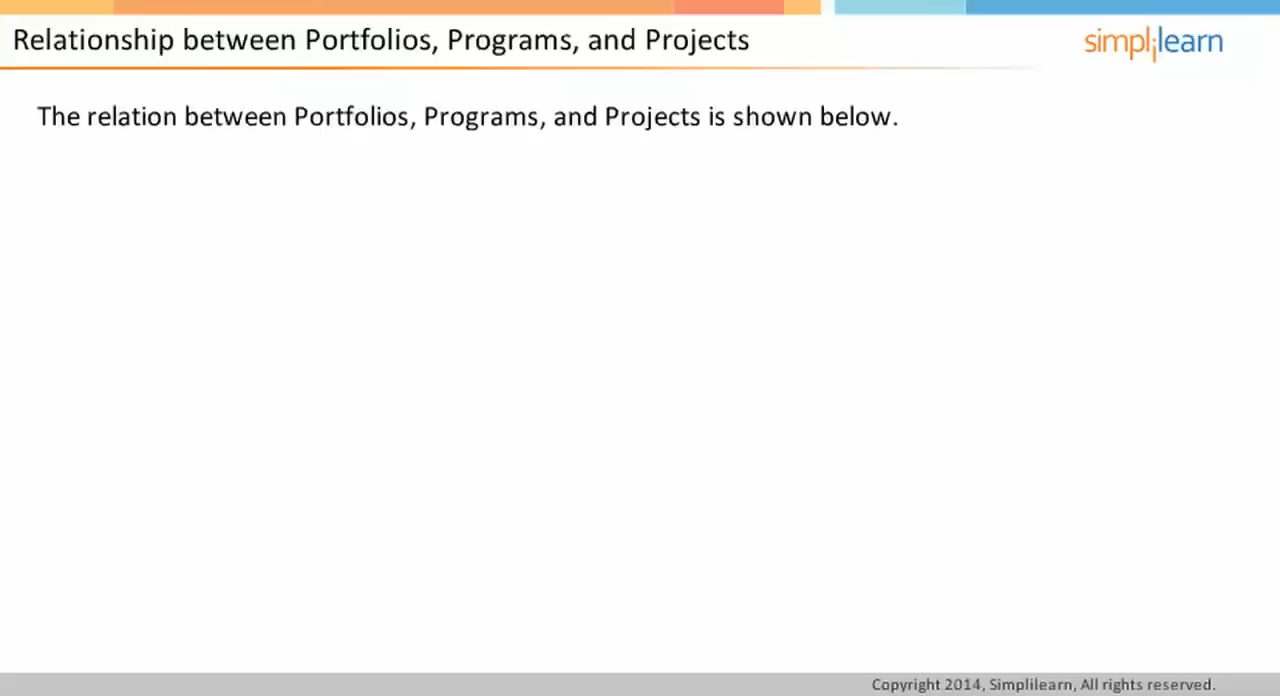 Relationship between Portfolios, Programs, and Projects
simplilearn
The relation between Portfolios, Programs, and Projects is shown below.
Copyright 2014, Simplilearn, All rights reserved.